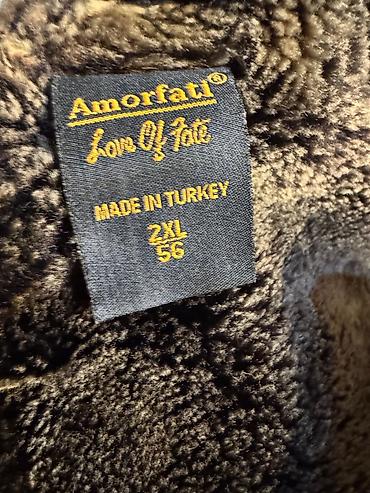 Amorfati®
Love Of Fate
MADE IN TURKEY
2XL
56